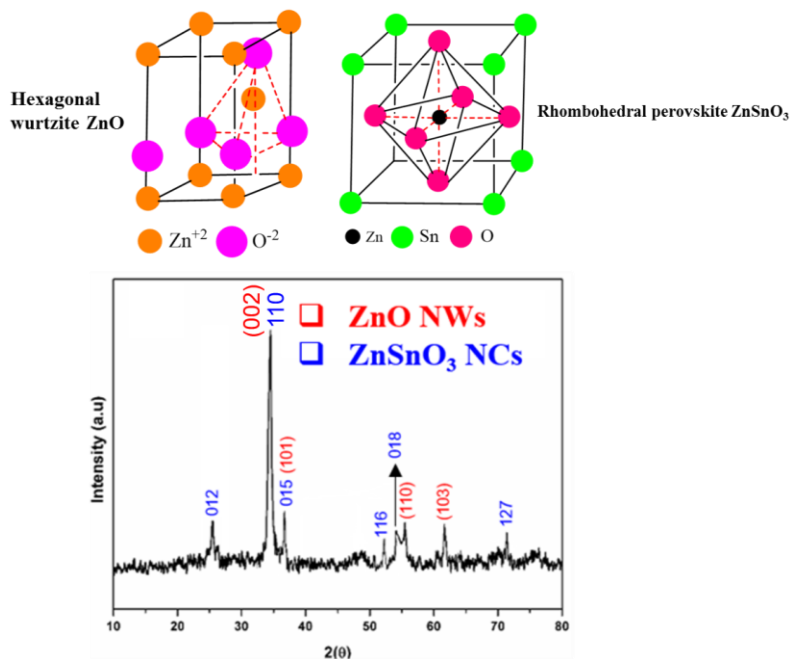 Hexagonal
wurtzite ZnO
Rhombohedral perovskite ZnSnO₃
Zn⁺² O⁻² Zn Sn O
(002)
110
❑ ZnO NWs
❑ ZnSnO₃ NCs
Intensity (a.u)
012
015 (101)
116
018
(110)
(103)
127
10 20 30 40 50 60 70 80
2(θ)